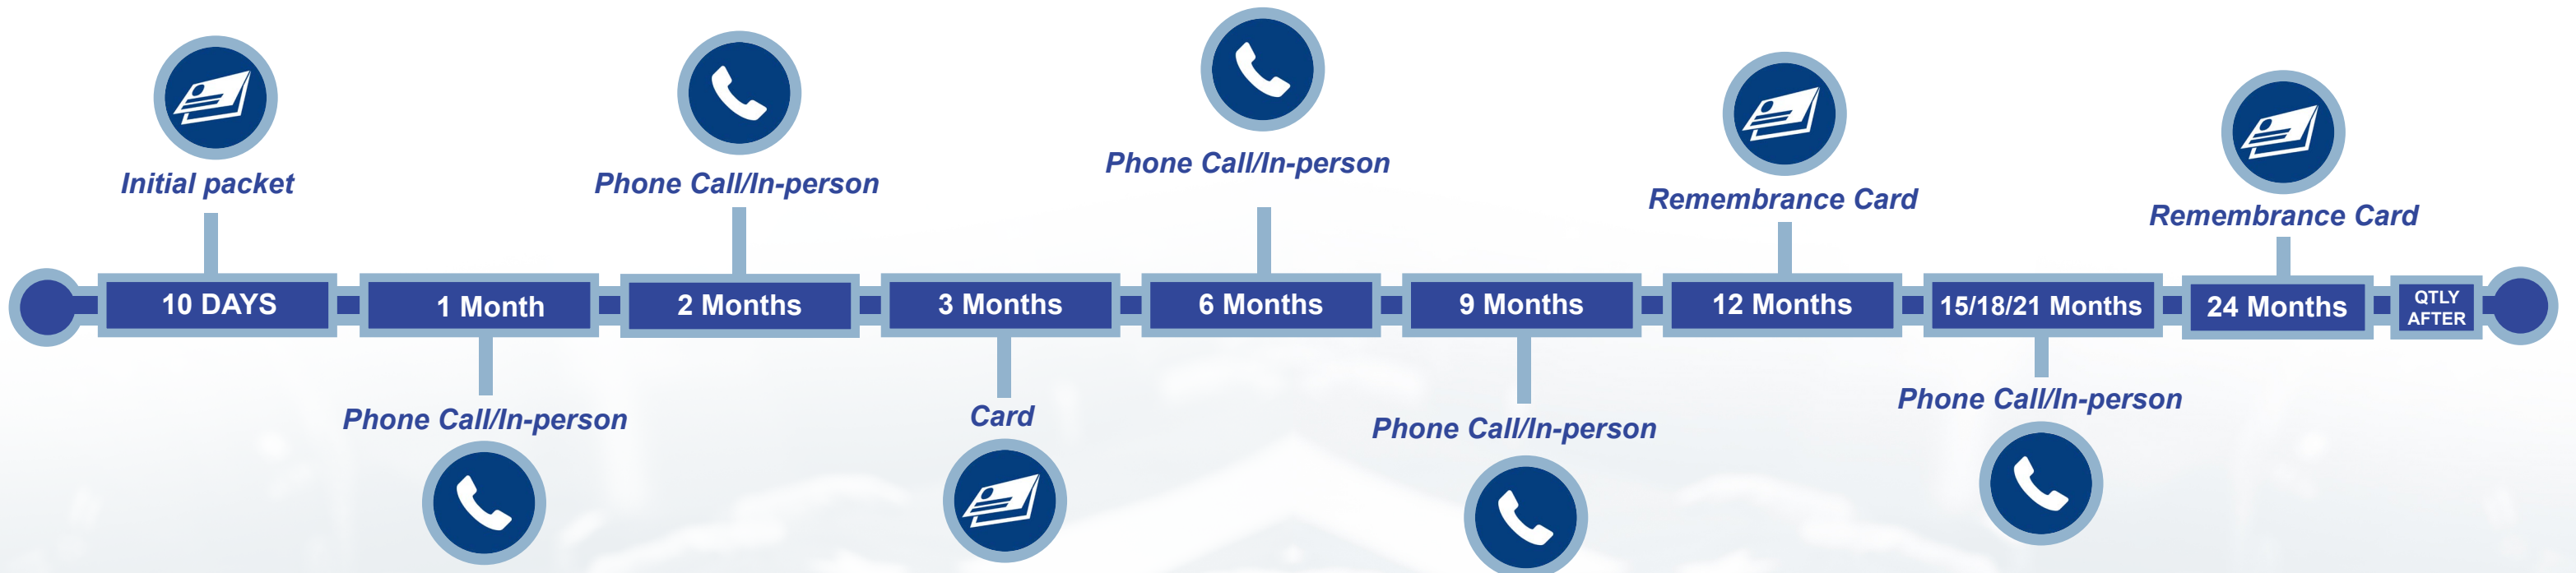 Initial packet
Phone Call/In-person
Phone Call/In-person
Remembrance Card
Remembrance Card
10 DAYS
1 Month
2 Months
3 Months
6 Months
9 Months
12 Months
15/18/21 Months
24 Months
QTLY
AFTER
Phone Call/In-person
Card
Phone Call/In-person
Phone Call/In-person